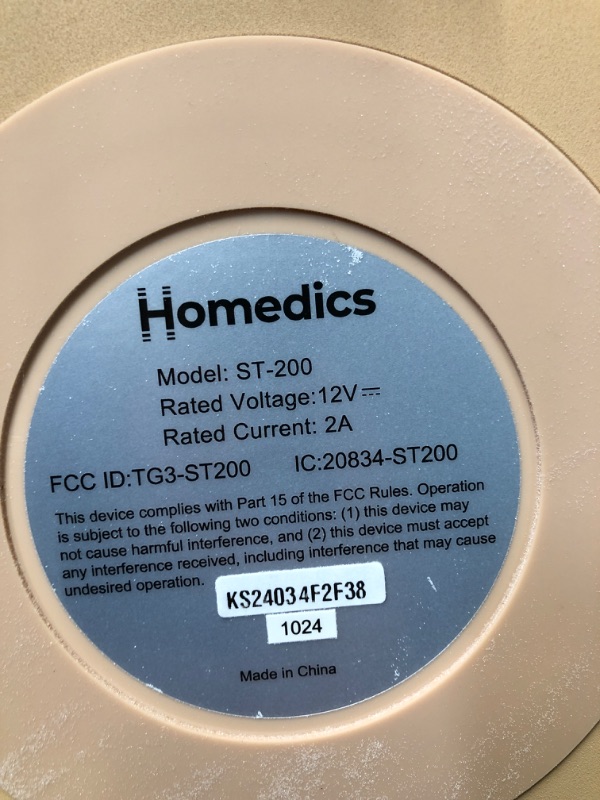 Homedics
Model: ST-200
Rated Voltage:12V⎓
Rated Current: 2A
FCC ID:TG3-ST200 IC:20834-ST200
This device complies with Part 15 of the FCC Rules. Operation
is subject to the following two conditions: (1) this device may
not cause harmful interference, and (2) this device must accept
any interference received, including interference that may cause
undesired operation.
KS24034F2F38
1024
Made in China